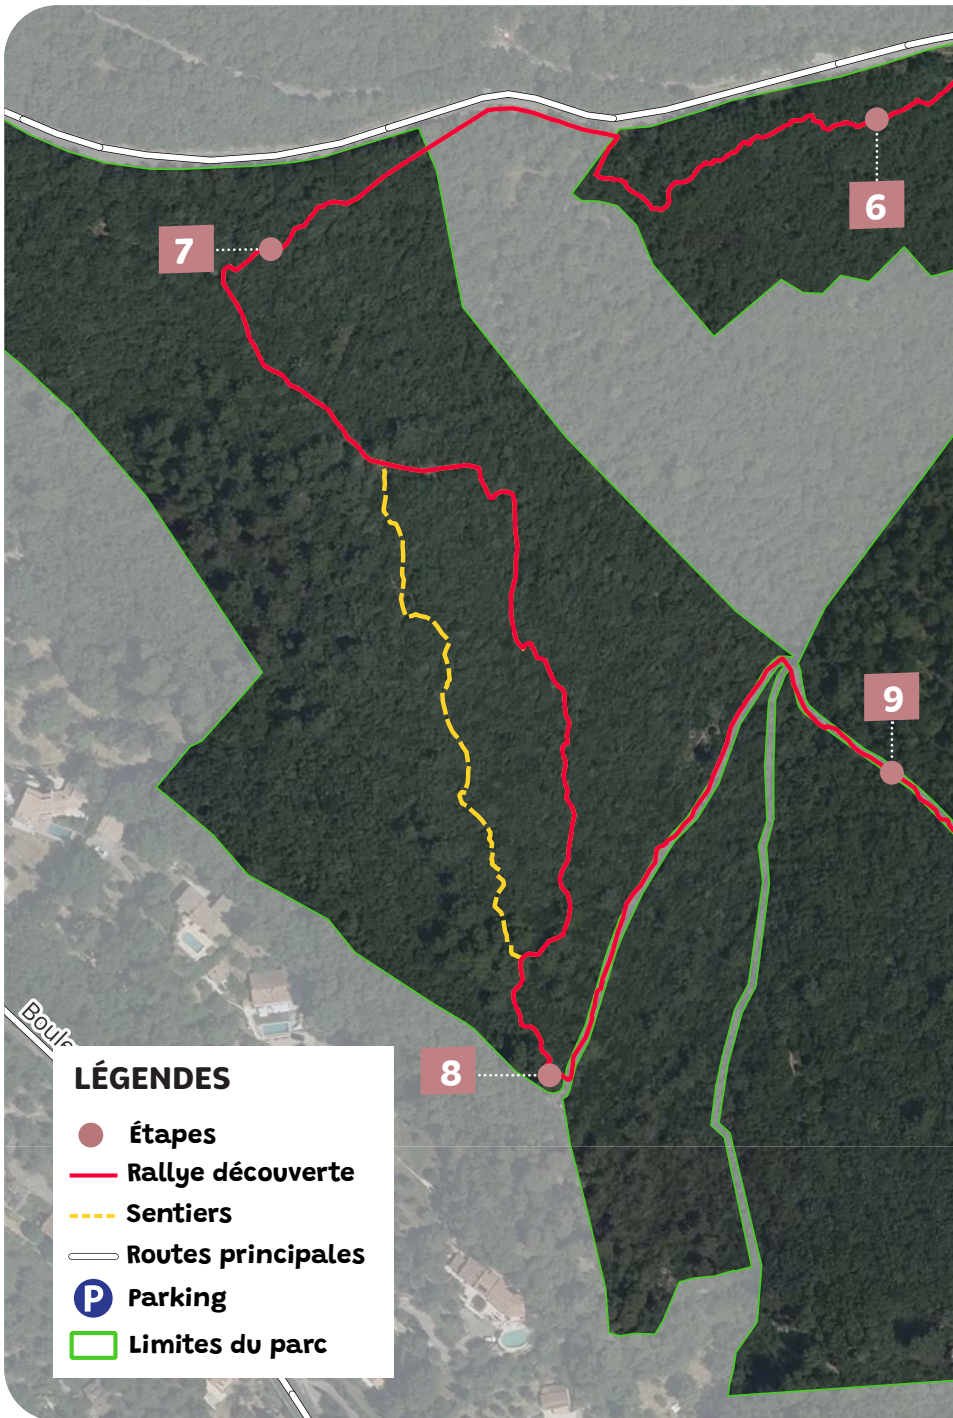 6
7
9
8
LÉGENDES
Étapes
Rallye découverte
Sentiers
Routes principales
P Parking
Limites du parc